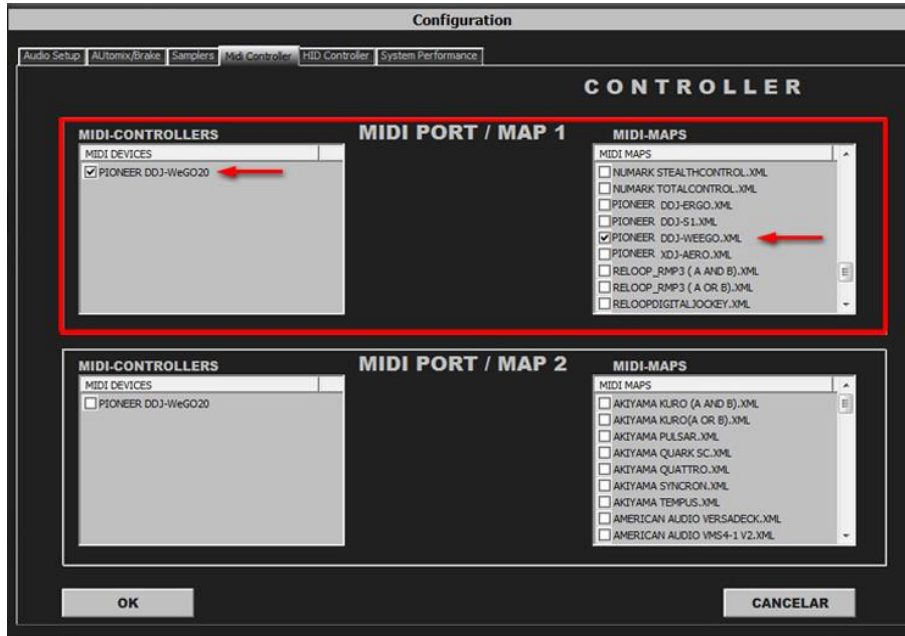 Configuration
Audio Setup AUtomix/Brake Samplers Midi Controller HID Controller System Performance
CONTROLLER
MIDI-CONTROLLERS MIDI PORT / MAP 1 MIDI-MAPS
MIDI DEVICES
PIONEER DDJ-WeGO20
MIDI MAPS
NUMARK STEALTHCONTROL.XML
NUMARK TOTALCONTROL.XML
PIONEER DDJ-ERGO.XML
PIONEER DDJ-S1.XML
PIONEER DDJ-WEEGO.XML
PIONEER XDJ-AERO.XML
RELOOP_RMP3 ( A AND B).XML
RELOOP_RMP3 ( A OR B).XML
RELOOPDIGITALJOCKEY.XML
MIDI-CONTROLLERS MIDI PORT / MAP 2 MIDI-MAPS
MIDI DEVICES
PIONEER DDJ-WeGO20
MIDI MAPS
AKIYAMA KURO (A AND B).XML
AKIYAMA KURO(A OR B).XML
AKIYAMA PULSAR.XML
AKIYAMA QUARK SC.XML
AKIYAMA QUATTRO.XML
AKIYAMA SYNCRON.XML
AKIYAMA TEMPUS.XML
AMERICAN AUDIO VERSADECK.XML
AMERICAN AUDIO VMS4-1 V2.XML
OK CANCELAR